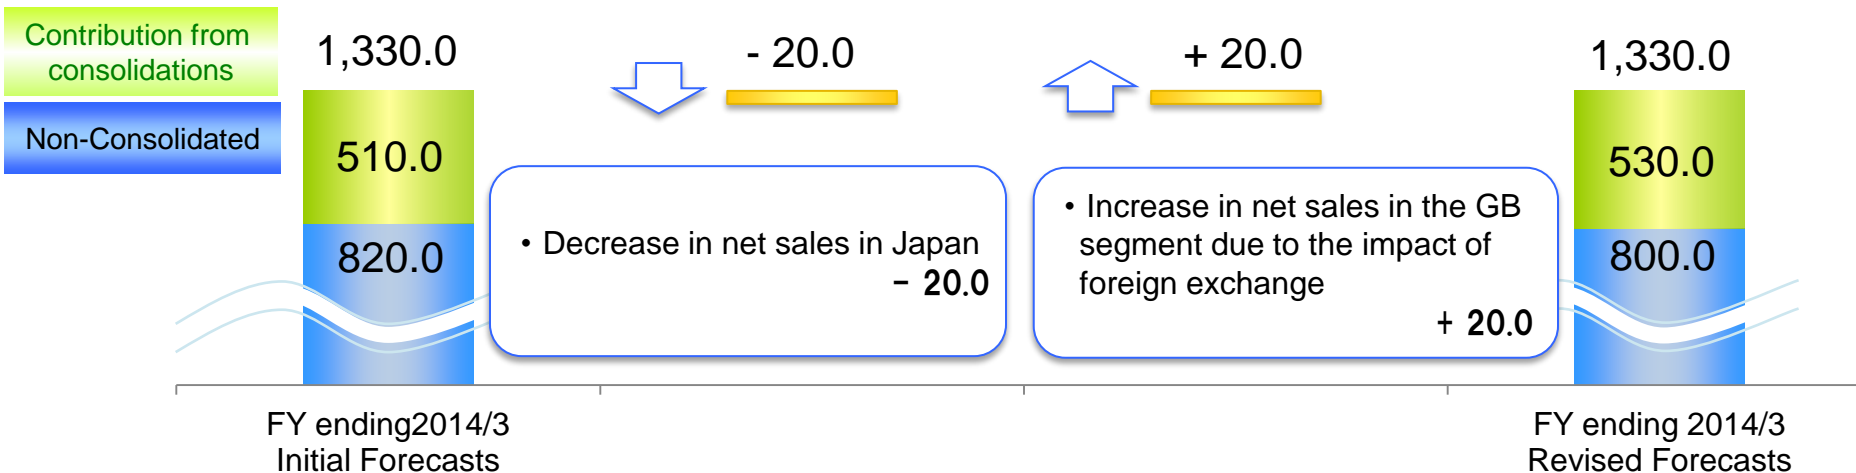 Contribution from
consolidations
Non-Consolidated
1,330.0
510.0
820.0
FY ending2014/3
Initial Forecasts
- 20.0
• Decrease in net sales in Japan
− 20.0
+ 20.0
• Increase in net sales in the GB
segment due to the impact of
foreign exchange
+ 20.0
1,330.0
530.0
800.0
FY ending 2014/3
Revised Forecasts